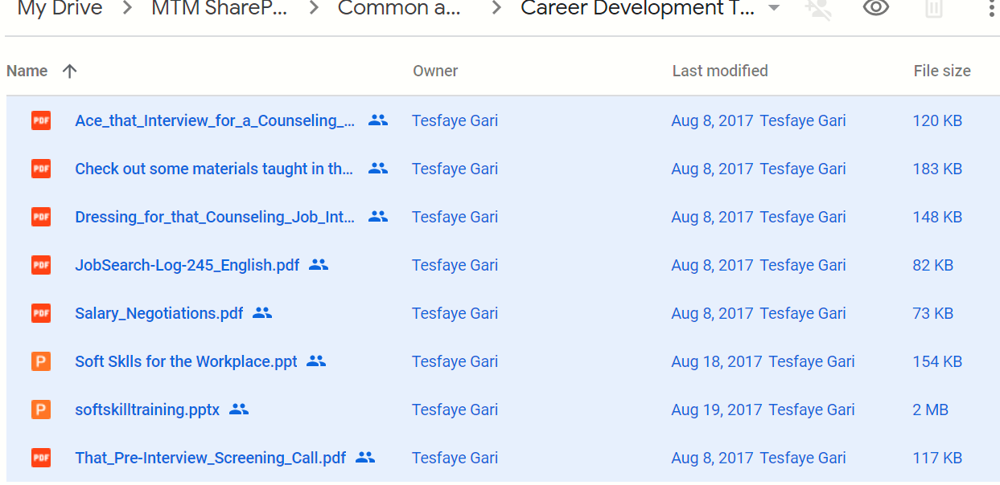 My Drive > MTM ShareP... > Common a... > Career Development T...
Name Owner Last modified File size
PDF Ace_that_Interview_for_a_Counseling_... Tesfaye Gari Aug 8, 2017 Tesfaye Gari 120 KB
PDF Check out some materials taught in th... Tesfaye Gari Aug 8, 2017 Tesfaye Gari 183 KB
PDF Dressing_for_that_Counseling_Job_Int... Tesfaye Gari Aug 8, 2017 Tesfaye Gari 148 KB
PDF JobSearch-Log-245_English.pdf Tesfaye Gari Aug 8, 2017 Tesfaye Gari 82 KB
PDF Salary_Negotiations.pdf Tesfaye Gari Aug 8, 2017 Tesfaye Gari 73 KB
P Soft Sklls for the Workplace.ppt Tesfaye Gari Aug 18, 2017 Tesfaye Gari 154 KB
P softskilltraining.pptx Tesfaye Gari Aug 19, 2017 Tesfaye Gari 2 MB
PDF That_Pre-Interview_Screening_Call.pdf Tesfaye Gari Aug 8, 2017 Tesfaye Gari 117 KB